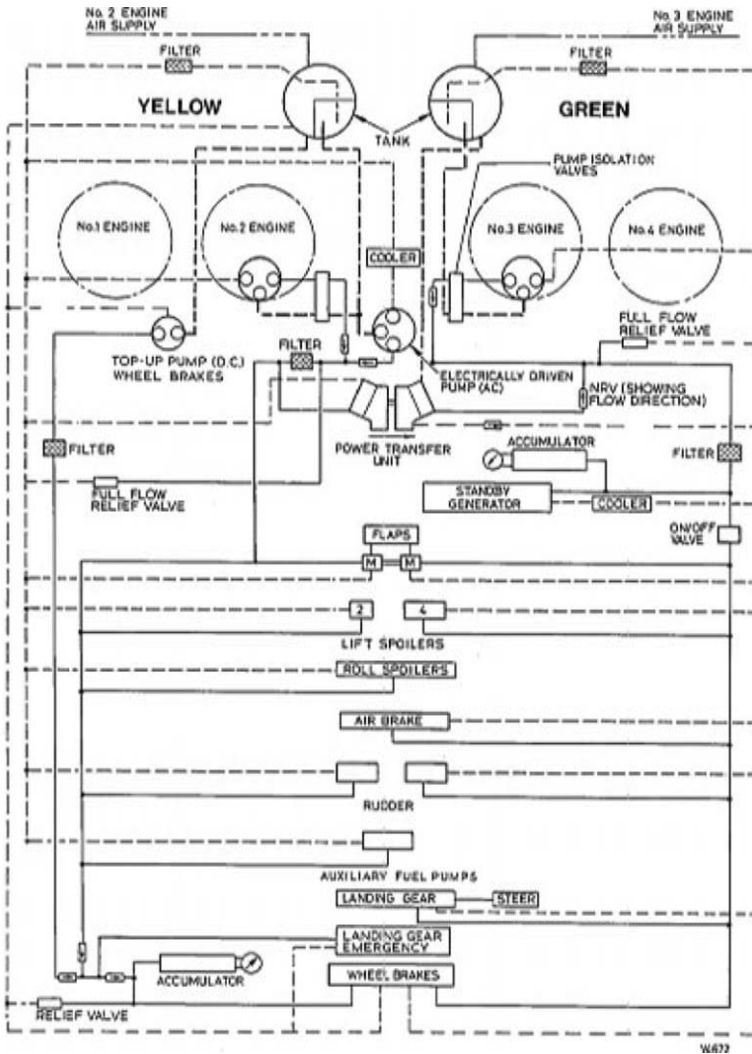 No. 2 ENGINE
AIR SUPPLY
No. 3 ENGINE
AIR SUPPLY
FILTER
FILTER
YELLOW
GREEN
TANK
PUMP ISOLATION
VALVES
No.1 ENGINE
No.2 ENGINE
No.3 ENGINE
No.4 ENGINE
COOLER
FULL FLOW
RELIEF VALVE
TOP-UP PUMP (D.C.)
WHEEL BRAKES
FILTER
ELECTRICALLY DRIVEN
PUMP (AC)
NRV (SHOWING
FLOW DIRECTION)
POWER TRANSFER
UNIT
FILTER
ACCUMULATOR
FILTER
FULL FLOW
RELIEF VALVE
STANDBY
GENERATOR
COOLER
ON/OFF
VALVE
FLAPS
M
M
2
4
LIFT SPOILERS
ROLL SPOILERS
AIR BRAKE
RUDDER
AUXILIARY FUEL PUMPS
LANDING GEAR
STEER
LANDING GEAR
EMERGENCY
ACCUMULATOR
WHEEL BRAKES
RELIEF VALVE
W.672